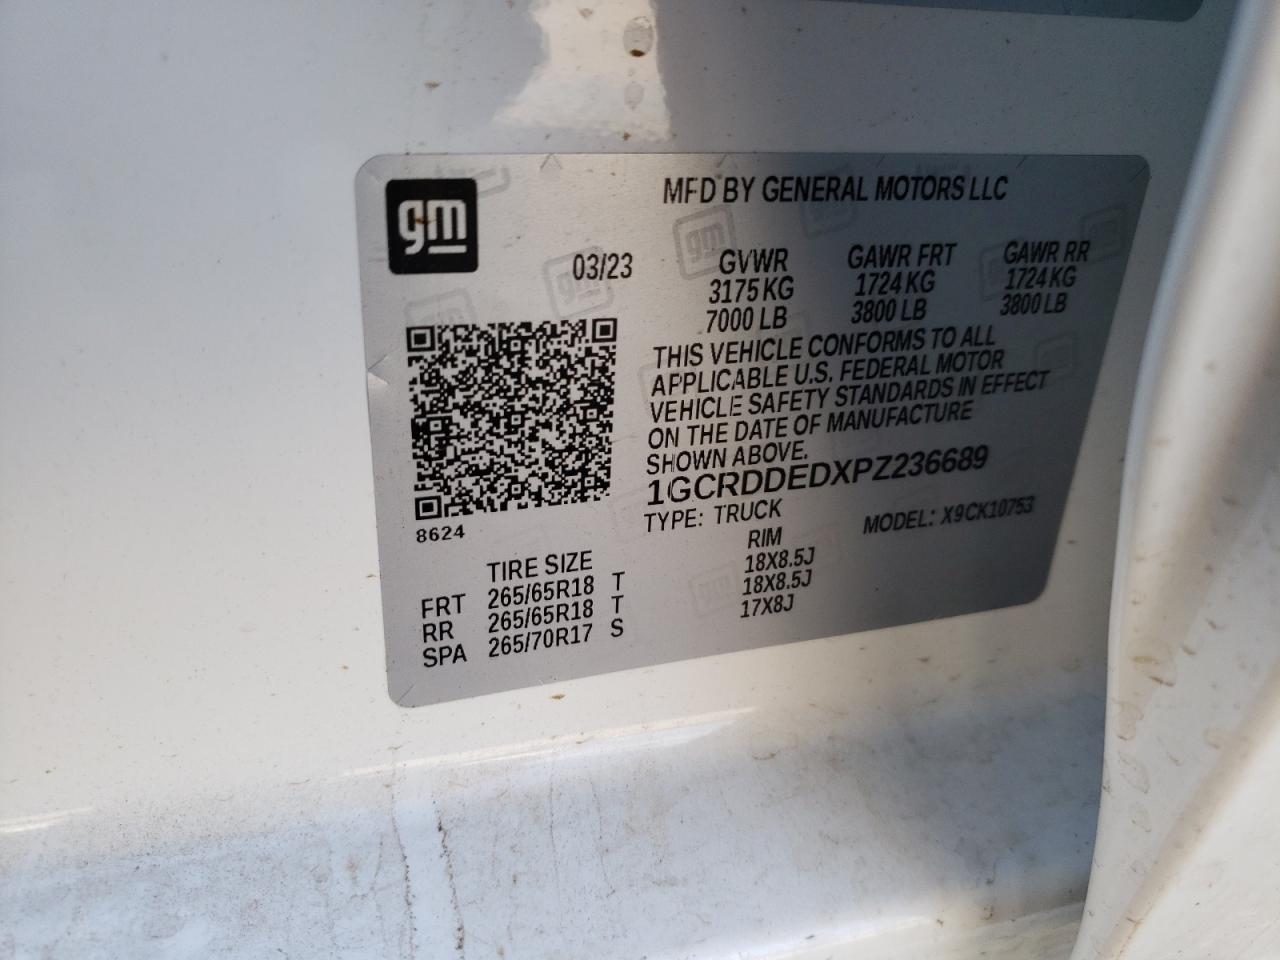 gm
MFD BY GENERAL MOTORS LLC
03/23
GVWR GAWR FRT GAWR RR
3175 KG 1724 KG 1724 KG
7000 LB 3800 LB 3800 LB
THIS VEHICLE CONFORMS TO ALL
APPLICABLE U.S. FEDERAL MOTOR
VEHICLE SAFETY STANDARDS IN EFFECT
ON THE DATE OF MANUFACTURE
SHOWN ABOVE.
1GCRDDEDXPZ236689
TYPE: TRUCK MODEL: X9CK10753
8624
TIRE SIZE RIM
FRT 265/65R18 T 18X8.5J
RR 265/65R18 T 18X8.5J
SPA 265/70R17 S 17X8J